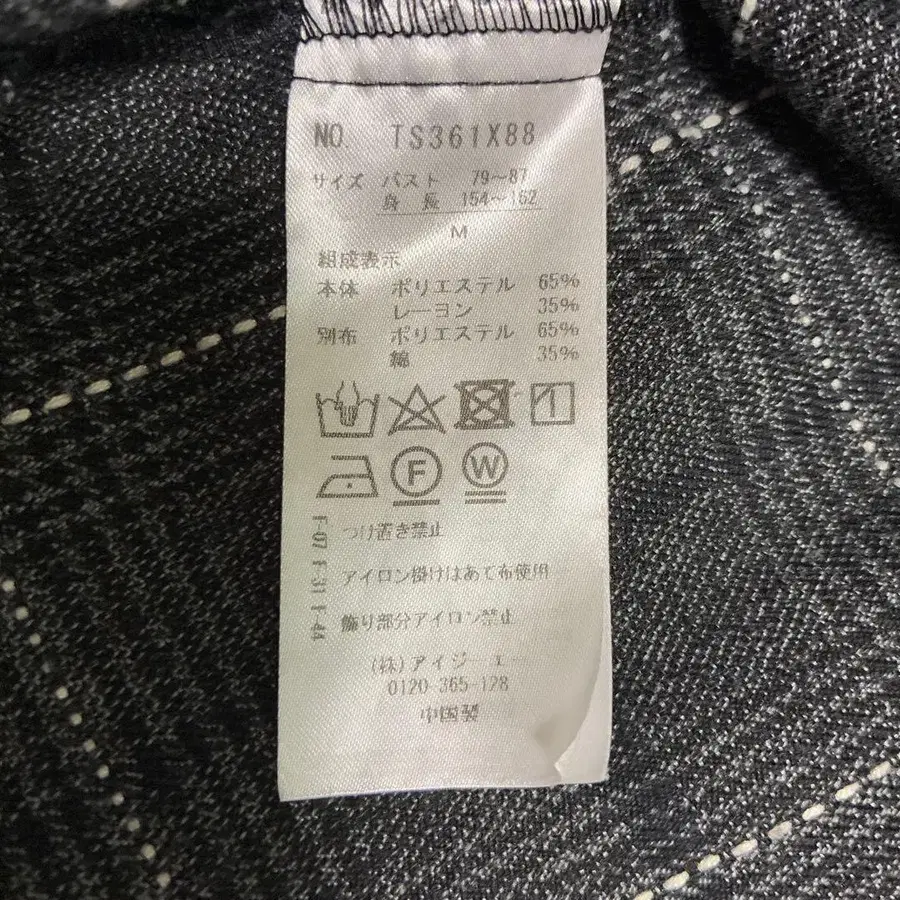 NO. TS361X88
サイズ バスト 79～87
身長 154～162
M
組成表示
本体 ポリエステル 65%
レーヨン 35%
別布 ポリエステル 65%
綿 35%
F
W
つけ置き禁止
アイロン掛けはあて布使用
飾り部分アイロン禁止
F-07 F-31 F-44
(株)アイジーエー
0120-365-128
中国製